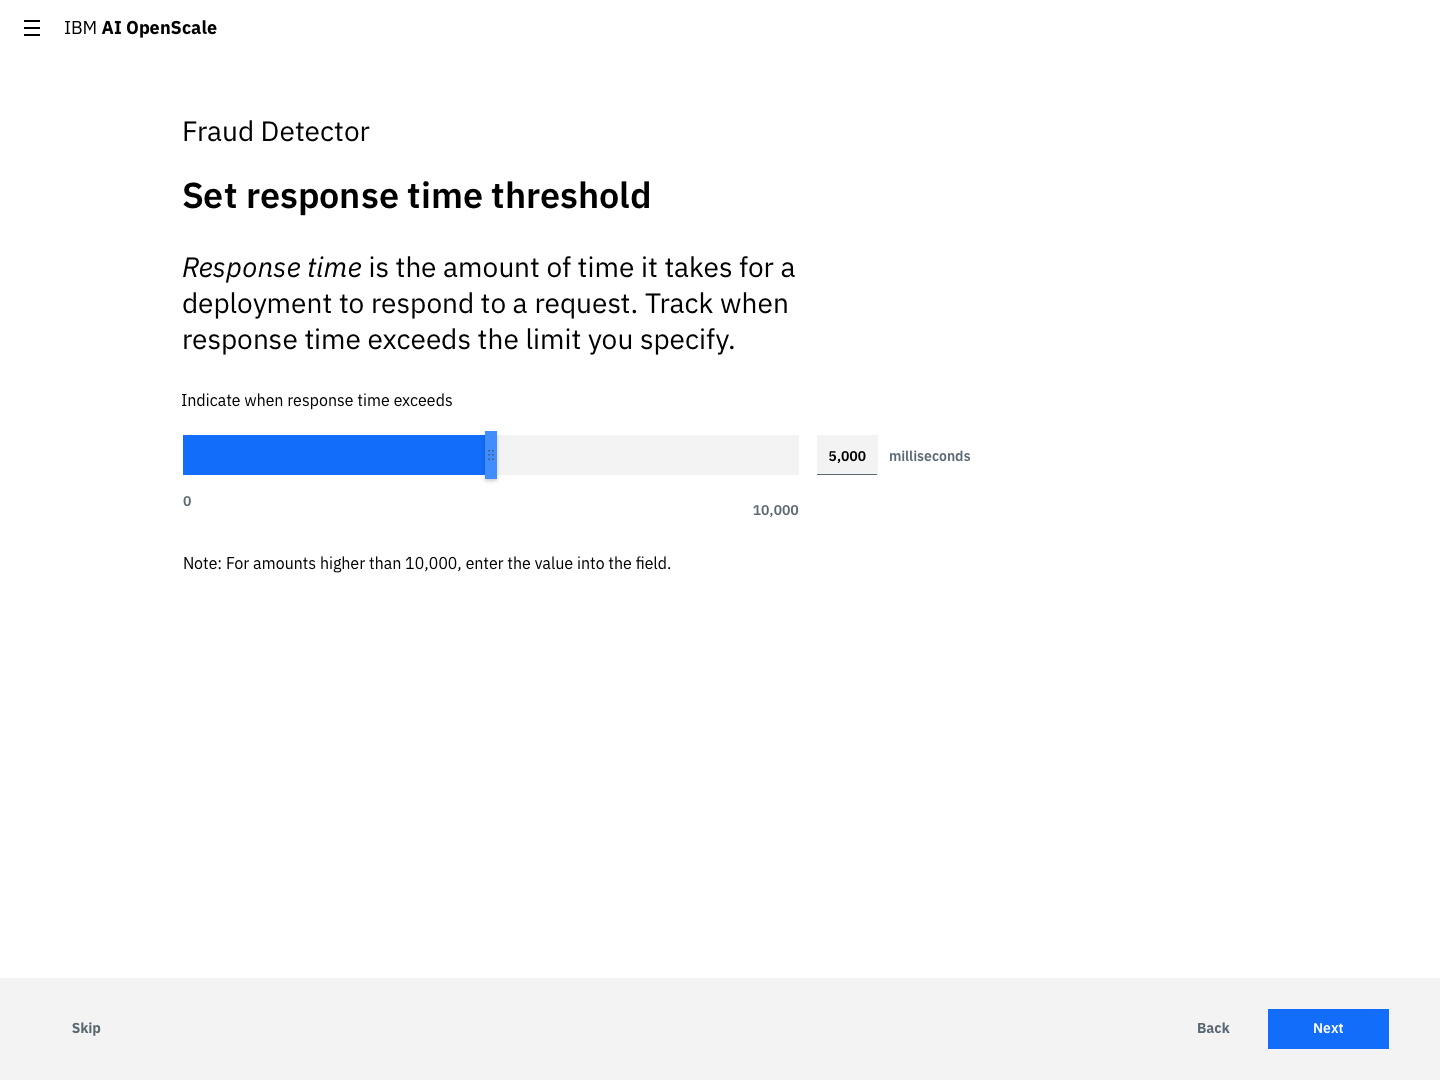 IBM AI OpenScale
Fraud Detector
Set response time threshold
Response time is the amount of time it takes for a
deployment to respond to a request. Track when
response time exceeds the limit you specify.
Indicate when response time exceeds
5,000 milliseconds
0
10,000
Note: For amounts higher than 10,000, enter the value into the field.
Skip
Back
Next